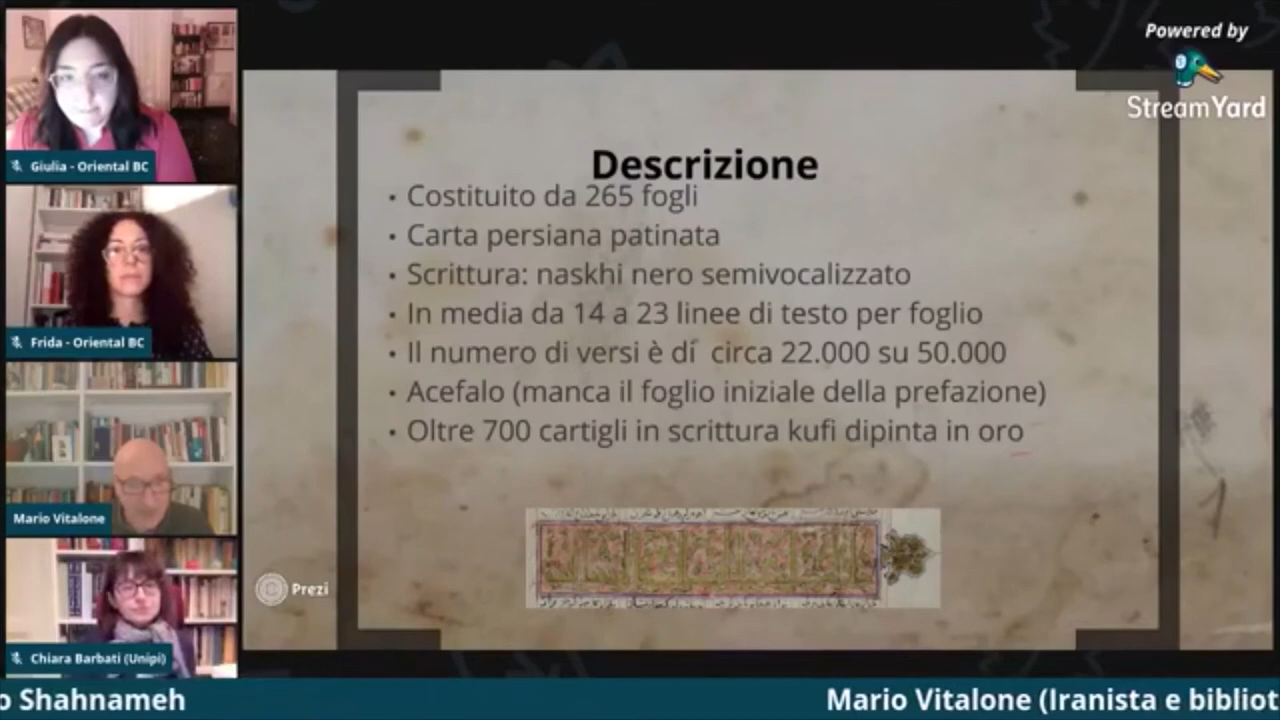 Giulia - Oriental BC
Frida - Oriental BC
Mario Vitalone
Chiara Barbati (Unipi)
Powered by
StreamYard
Descrizione
• Costituito da 265 fogli
• Carta persiana patinata
• Scrittura: naskhi nero semivocalizzato
• In media da 14 a 23 linee di testo per foglio
• Il numero di versi è dí circa 22.000 su 50.000
• Acefalo (manca il foglio iniziale della prefazione)
• Oltre 700 cartigli in scrittura kufi dipinta in oro
Prezi
o Shahnameh
Mario Vitalone (Iranista e bibliot